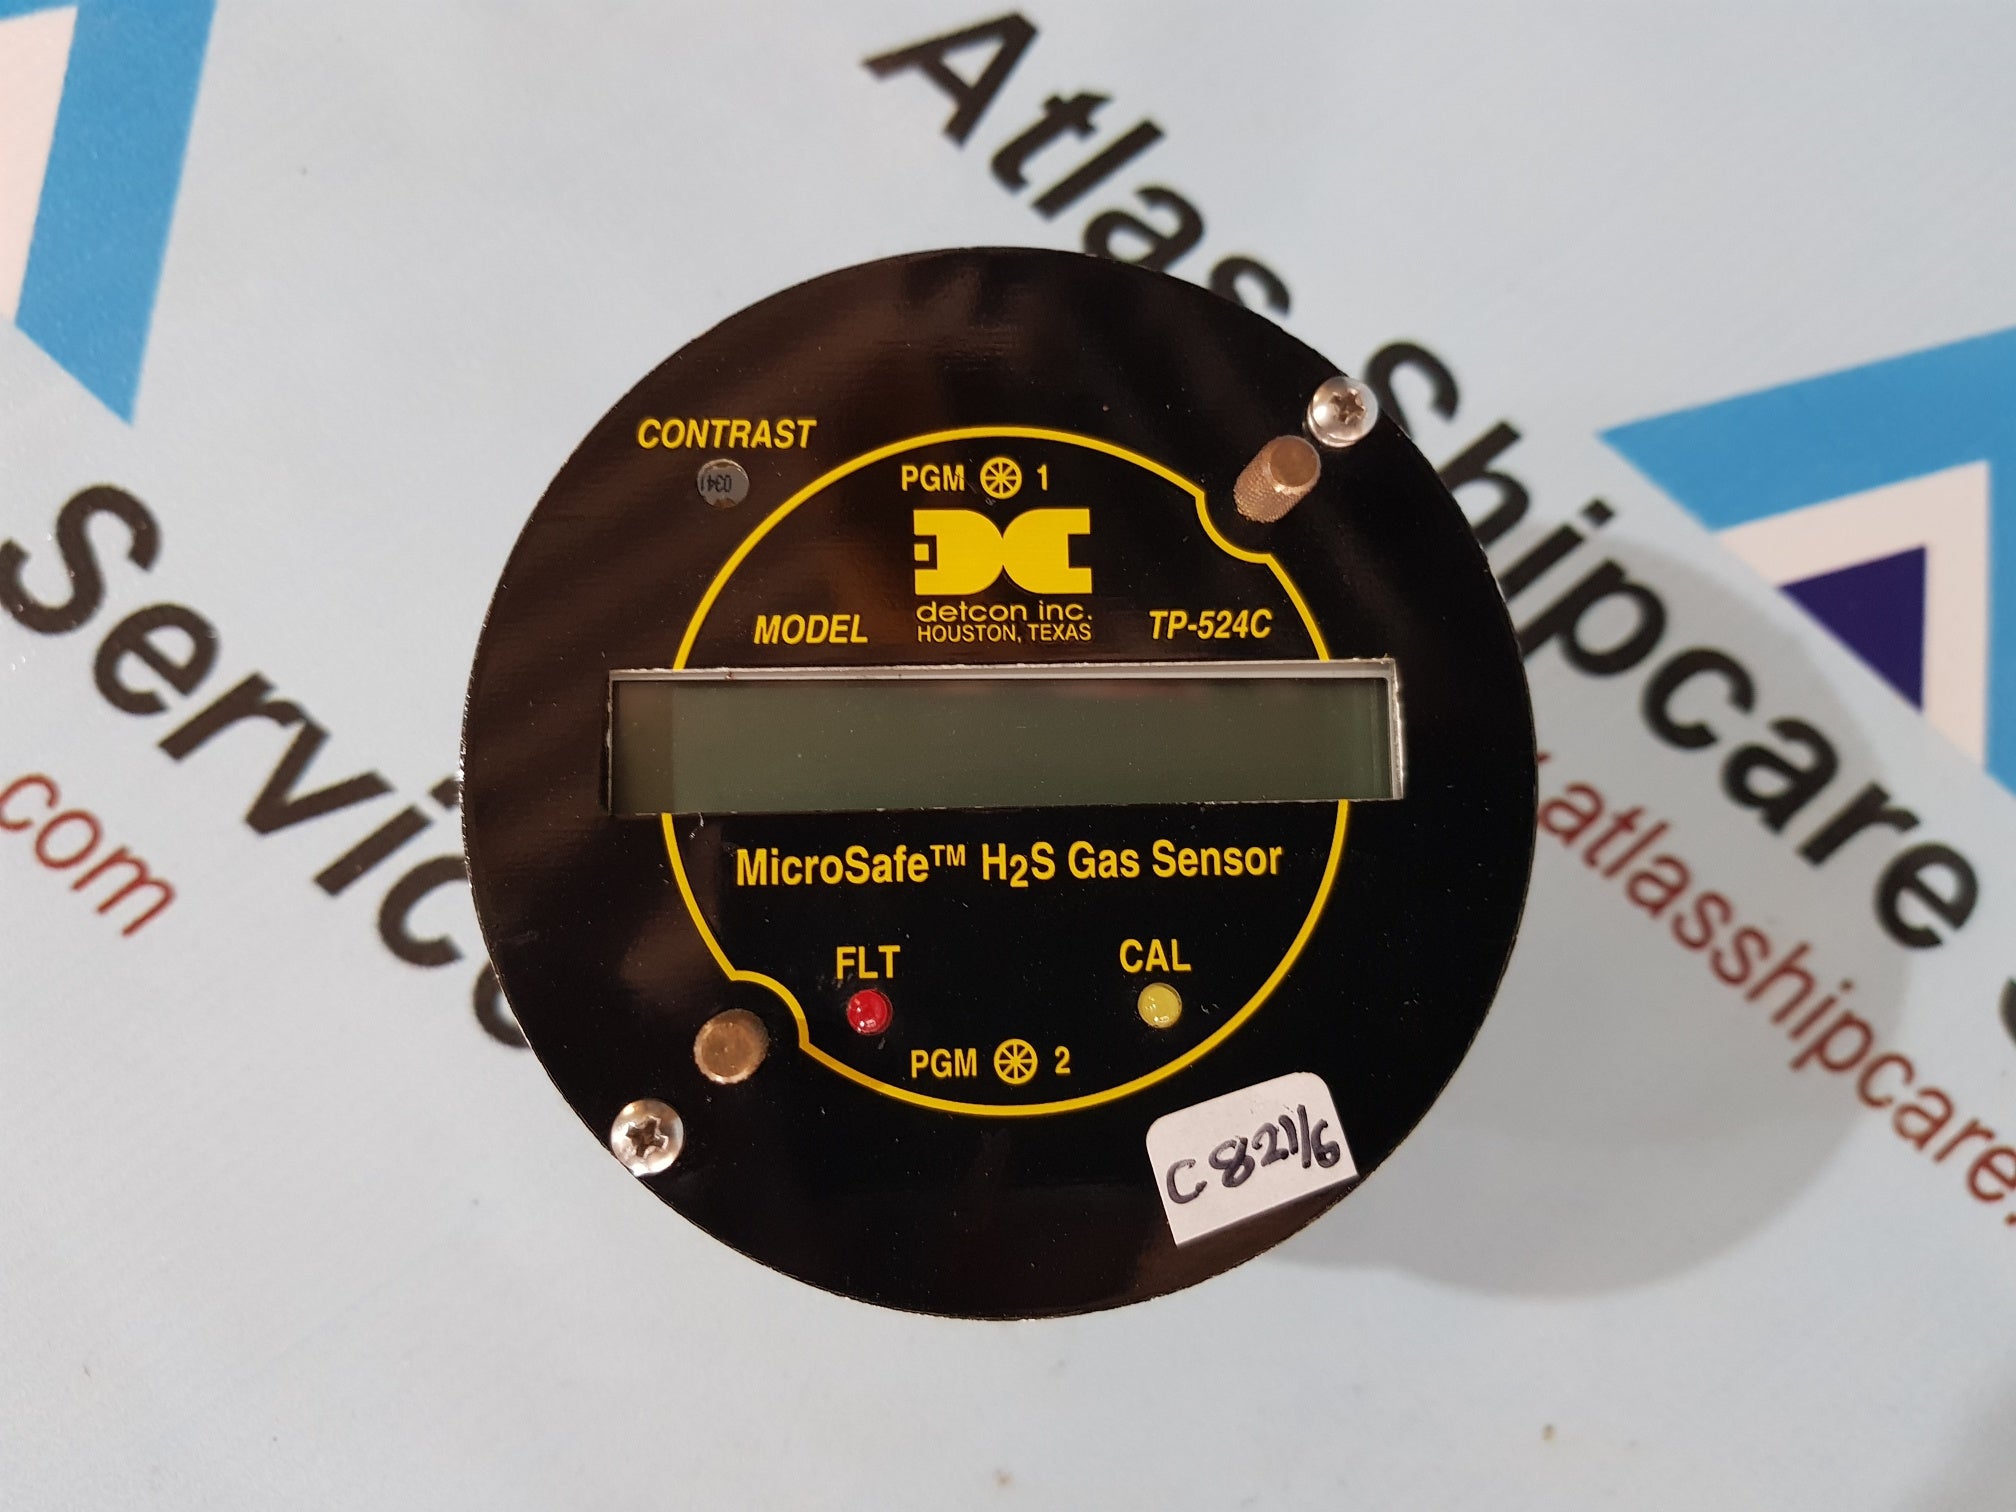 Atlas Shipcare
Service
com
atlasshipcare.
CONTRAST
PGM 1
detcon inc.
HOUSTON, TEXAS
MODEL TP-524C
MicroSafe™ H2S Gas Sensor
FLT CAL
PGM 2
C 821/6